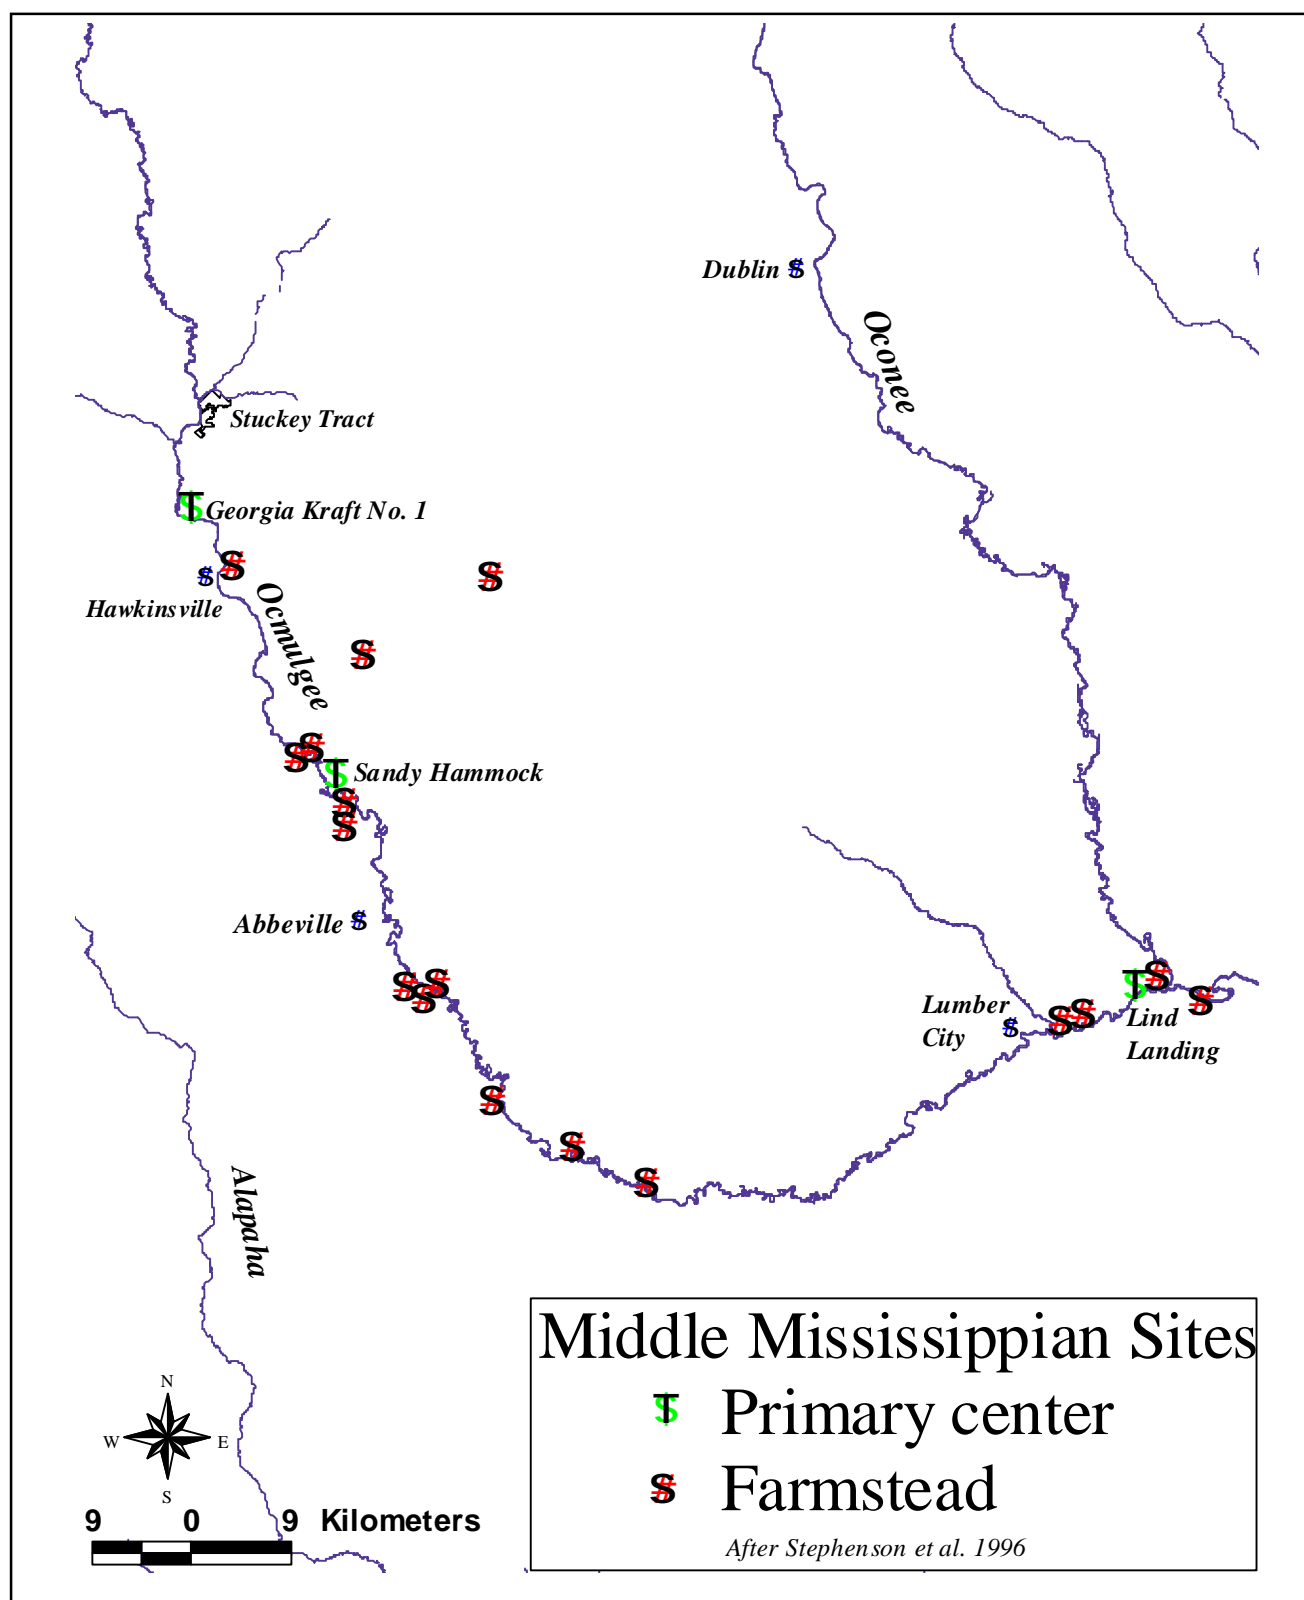 Dublin
Oconee
Stuckey Tract
Georgia Kraft No. 1
Hawkinsville
Ocmulgee
Sandy Hammock
Abbeville
Lumber
City
Lind
Landing
Alapaha
Middle Mississippian Sites
Primary center
Farmstead
After Stephenson et al. 1996
N
W E
S
9 0 9 Kilometers